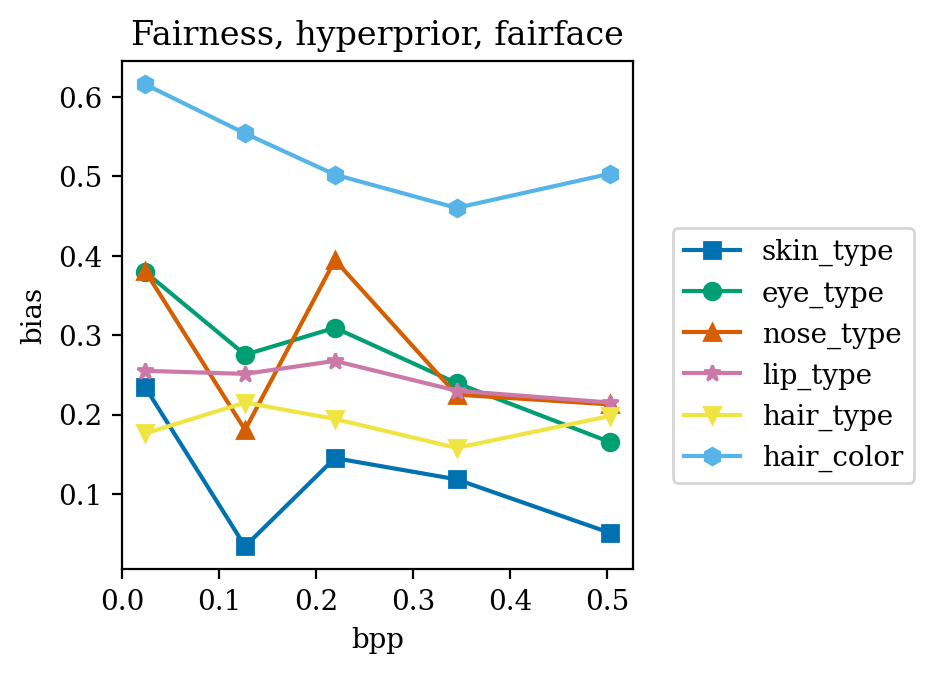 Fairness, hyperprior, fairface
0.6
0.5
0.4
0.3
0.2
0.1
bias
0.0 0.1 0.2 0.3 0.4 0.5
bpp
skin_type
eye_type
nose_type
lip_type
hair_type
hair_color